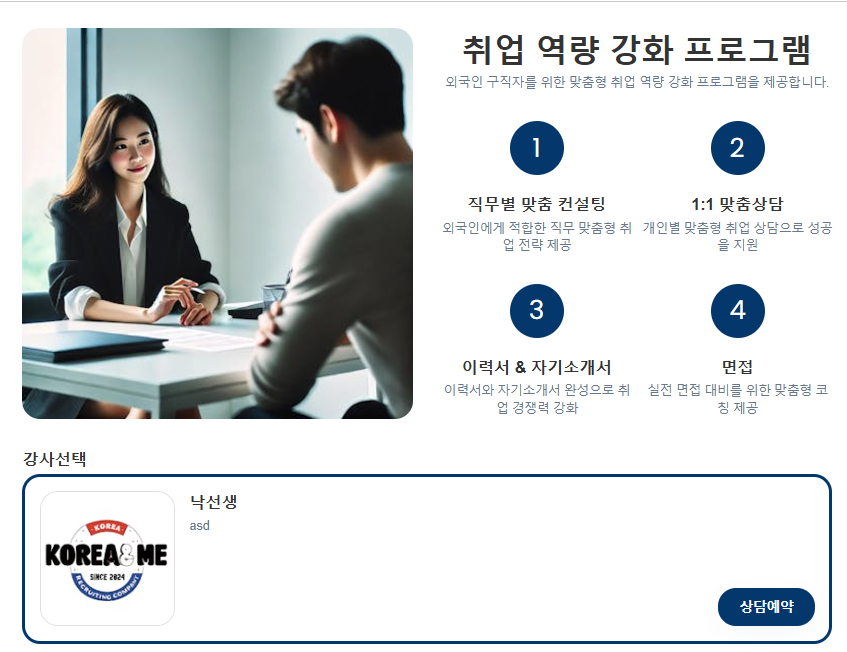 취업 역량 강화 프로그램
외국인 구직자를 위한 맞춤형 취업 역량 강화 프로그램을 제공합니다.
1
직무별 맞춤 컨설팅
외국인에게 적합한 직무 맞춤형 취
업 전략 제공
2
1:1 맞춤상담
개인별 맞춤형 취업 상담으로 성공
을 지원
3
이력서 & 자기소개서
이력서와 자기소개서 완성으로 취
업 경쟁력 강화
4
면접
실전 면접 대비를 위한 맞춤형 코
칭 제공
강사선택
KOREA
KOREA&ME
SINCE 2024
RECRUITING COMPANY
낙선생
asd
상담예약